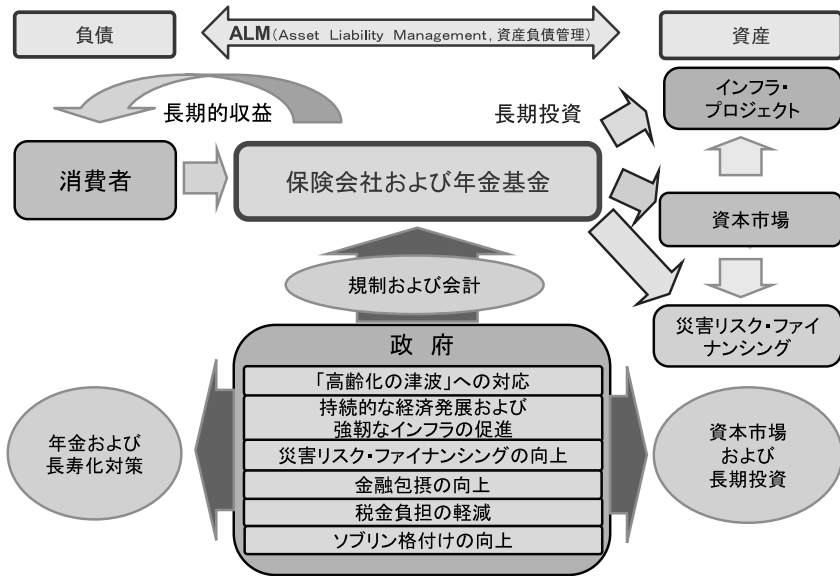 負債
ALM(Asset Liability Management, 資産負債管理)
資産
長期的収益
長期投資
インフラ・
プロジェクト
消費者
保険会社および年金基金
資本市場
規制および会計
災害リスク・ファイ
ナンシング
政 府
「高齢化の津波」への対応
持続的な経済発展および
強靭なインフラの促進
災害リスク・ファイナンシングの向上
金融包摂の向上
税金負担の軽減
ソブリン格付けの向上
年金および
長寿化対策
資本市場
および
長期投資